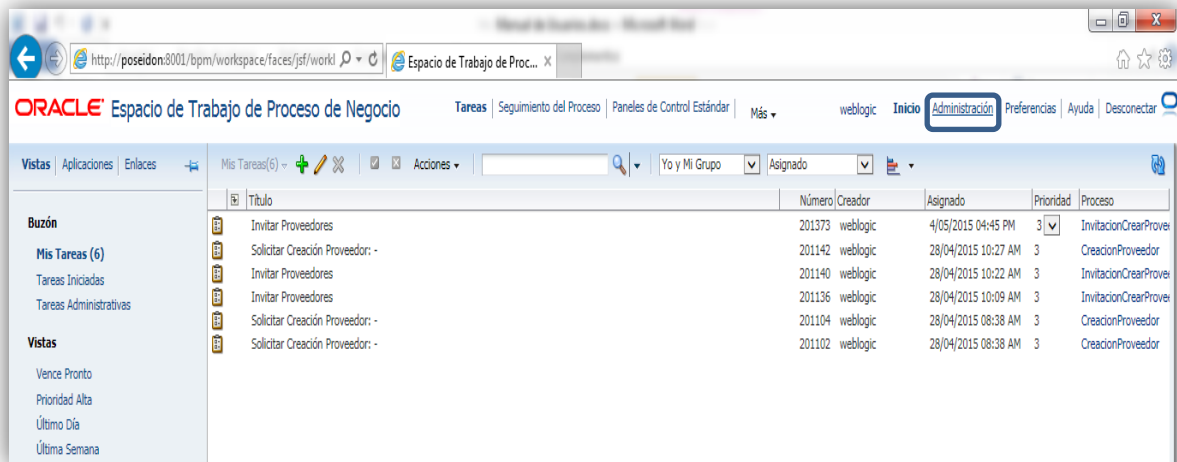 Manual de Usuarios.docx - Microsoft Word
http://poseidon:8001/bpm/workspace/faces/jsf/workl
Espacio de Trabajo de Proc...
ORACLE Espacio de Trabajo de Proceso de Negocio
Tareas | Seguimiento del Proceso | Paneles de Control Estándar | Más
weblogic Inicio Administración Preferencias | Ayuda | Desconectar
Vistas | Aplicaciones | Enlaces
Mis Tareas(6) Acciones Yo y Mi Grupo Asignado
Título Número Creador Asignado Prioridad Proceso
Invitar Proveedores 201373 weblogic 4/05/2015 04:45 PM 3 InvitacionCrearProve
Solicitar Creación Proveedor: - 201142 weblogic 28/04/2015 10:27 AM 3 CreacionProveedor
Invitar Proveedores 201140 weblogic 28/04/2015 10:22 AM 3 InvitacionCrearProve
Invitar Proveedores 201136 weblogic 28/04/2015 10:09 AM 3 InvitacionCrearProve
Solicitar Creación Proveedor: - 201104 weblogic 28/04/2015 08:38 AM 3 CreacionProveedor
Solicitar Creación Proveedor: - 201102 weblogic 28/04/2015 08:38 AM 3 CreacionProveedor
Buzón
Mis Tareas (6)
Tareas Iniciadas
Tareas Administrativas
Vistas
Vence Pronto
Prioridad Alta
Último Día
Última Semana